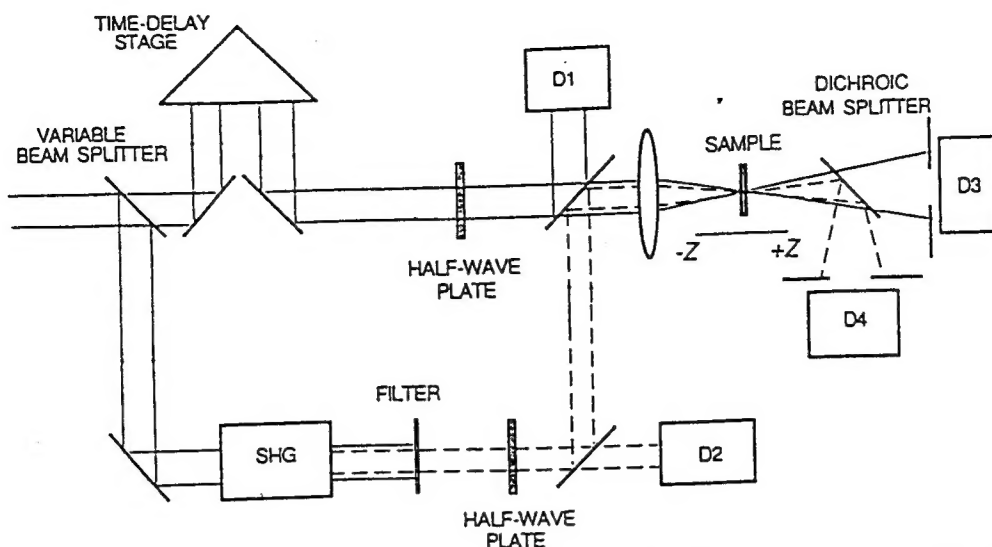 TIME-DELAY
STAGE
VARIABLE
BEAM SPLITTER
D1
DICHROIC
BEAM SPLITTER
SAMPLE
D3
HALF-WAVE
PLATE
-Z
+Z
D4
FILTER
SHG
D2
HALF-WAVE
PLATE